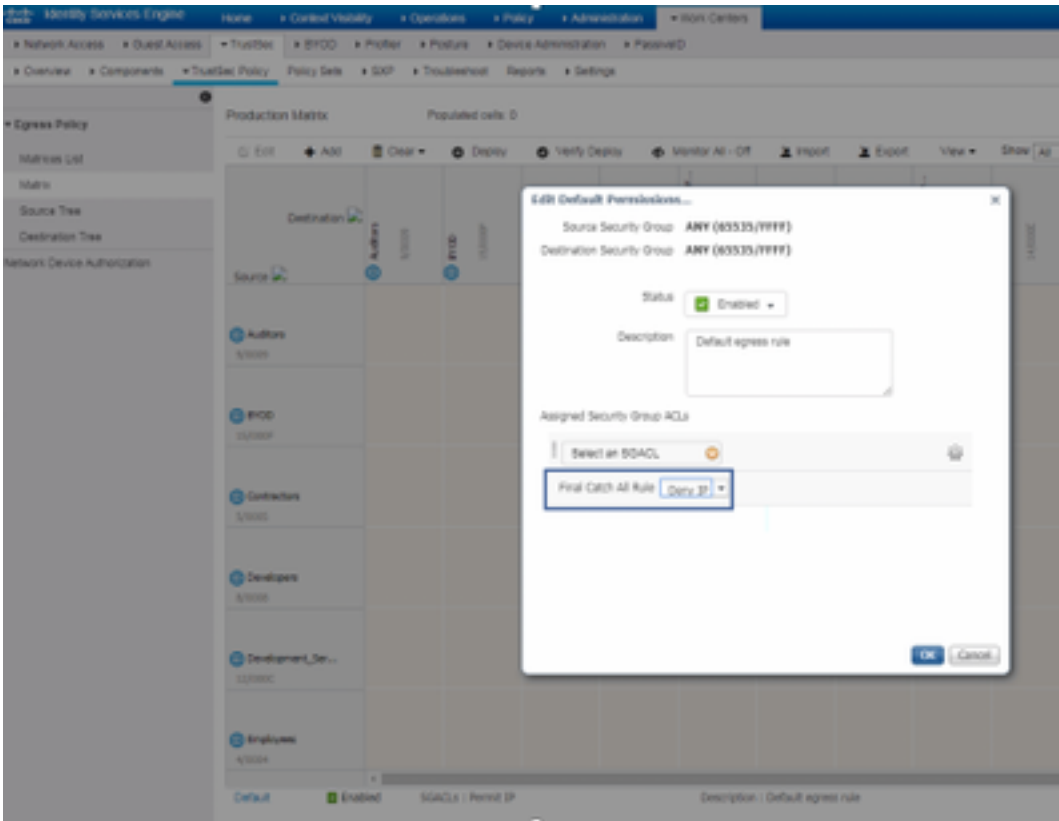 Identity Services Engine
Home Context Visibility Operations Policy Administration Work Centers
Network Access Guest Access TrustSec BYOD Profiler Posture Device Administration PassiveID
Overview Components TrustSec Policy Policy Sets SXP Troubleshoot Reports Settings
Egress Policy
Matrices List
Matrix
Source Tree
Destination Tree
Network Device Authorization
Production Matrix Populated cells: 0
Edit Add Clear Deploy Verify Deploy Monitor All - Off Import Export View Show All
Destination
Source
Auditors
BYOD
Auditors
BYOD
Contractors
Developers
Development_Ser...
Employees
Edit Default Permissions...
Source Security Group ANY (65535/FFFF)
Destination Security Group ANY (65535/FFFF)
Status Enabled
Description Default egress rule
Assigned Security Group ACLs
Select an SGACL
Final Catch All Rule Deny IP
OK Cancel
Default Enabled SGACLs : Permit IP Description : Default egress rule